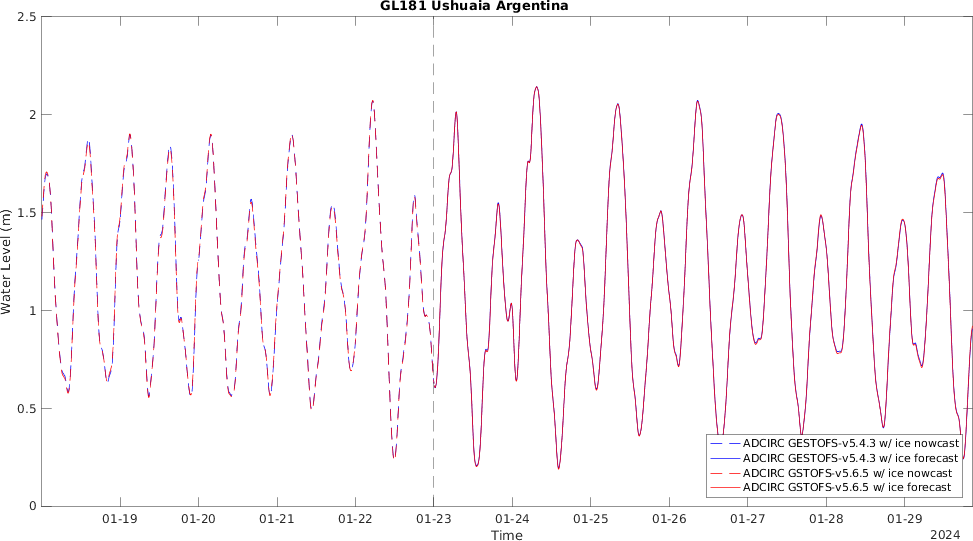 GL181 Ushuaia Argentina
2.5
2
1.5
1
0.5
0
Water Level (m)
01-19 01-20 01-21 01-22 01-23 01-24 01-25 01-26 01-27 01-28 01-29
Time
2024
ADCIRC GESTOFS-v5.4.3 w/ ice nowcast
ADCIRC GESTOFS-v5.4.3 w/ ice forecast
ADCIRC GSTOFS-v5.6.5 w/ ice nowcast
ADCIRC GSTOFS-v5.6.5 w/ ice forecast